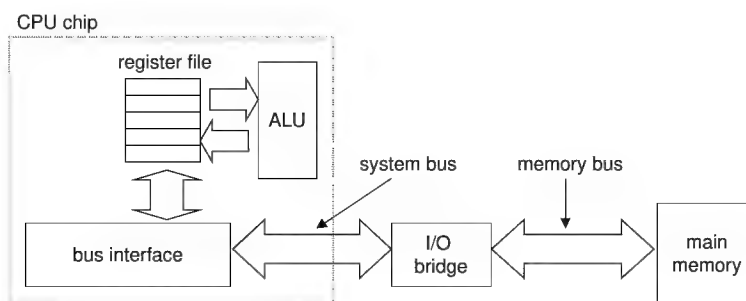 CPU chip
register file
ALU
system bus
memory bus
bus interface
I/O
bridge
main
memory